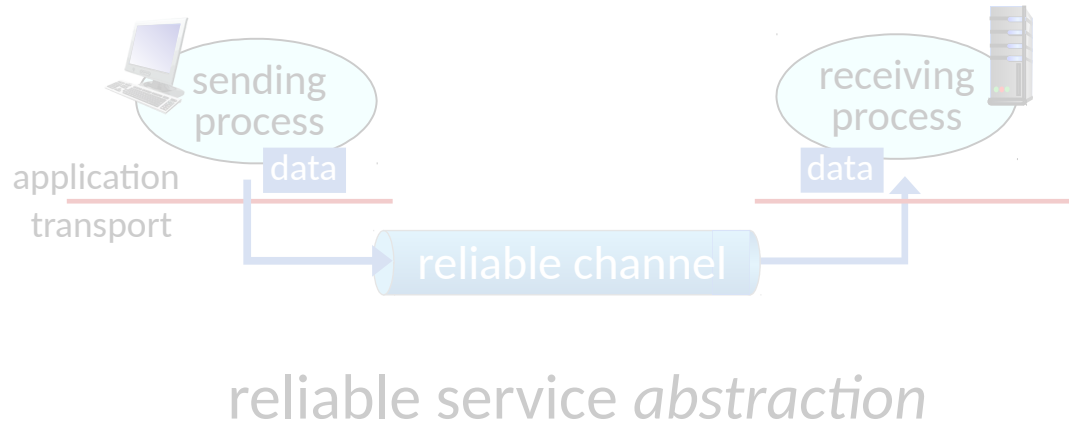 sending
process
receiving
process
data
data
application
transport
reliable channel
reliable service abstraction